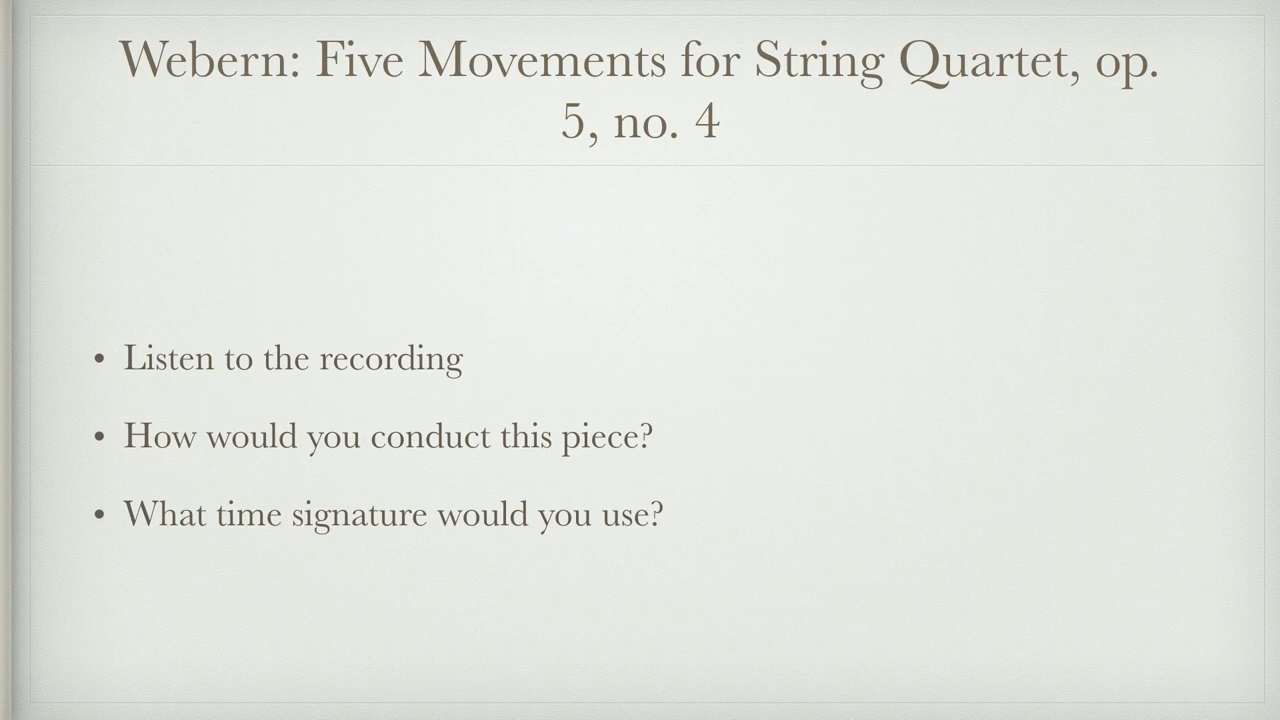 Webern: Five Movements for String Quartet, op.
5, no. 4
• Listen to the recording
• How would you conduct this piece?
• What time signature would you use?